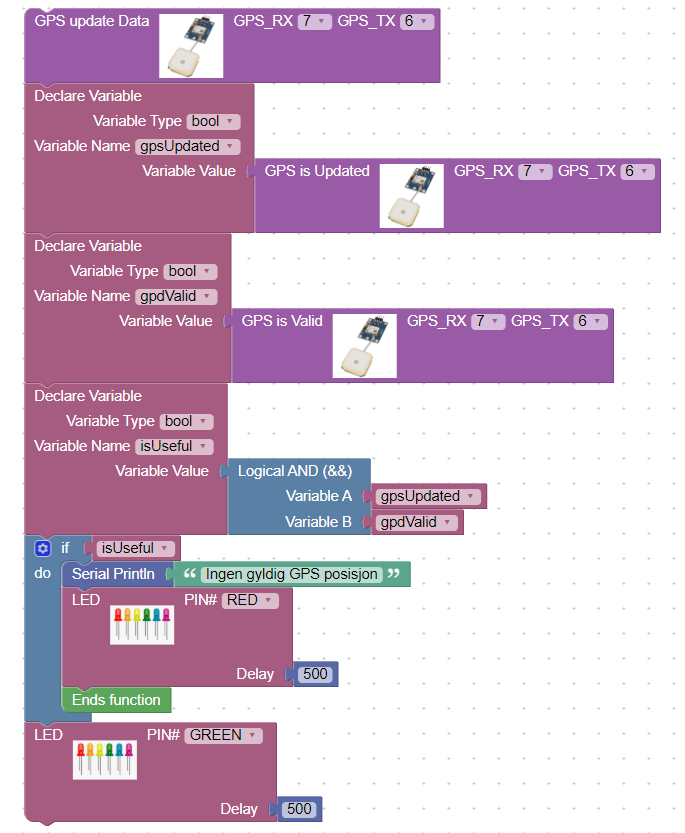 GPS update Data GPS_RX 7 GPS_TX 6
Declare Variable
Variable Type bool
Variable Name gpsUpdated
Variable Value GPS is Updated GPS_RX 7 GPS_TX 6
Declare Variable
Variable Type bool
Variable Name gpdValid
Variable Value GPS is Valid GPS_RX 7 GPS_TX 6
Declare Variable
Variable Type bool
Variable Name isUseful
Variable Value Logical AND (&&)
Variable A gpsUpdated
Variable B gpdValid
if isUseful
do Serial Println “ Ingen gyldig GPS posisjon ”
LED PIN# RED
Delay 500
Ends function
LED PIN# GREEN
Delay 500